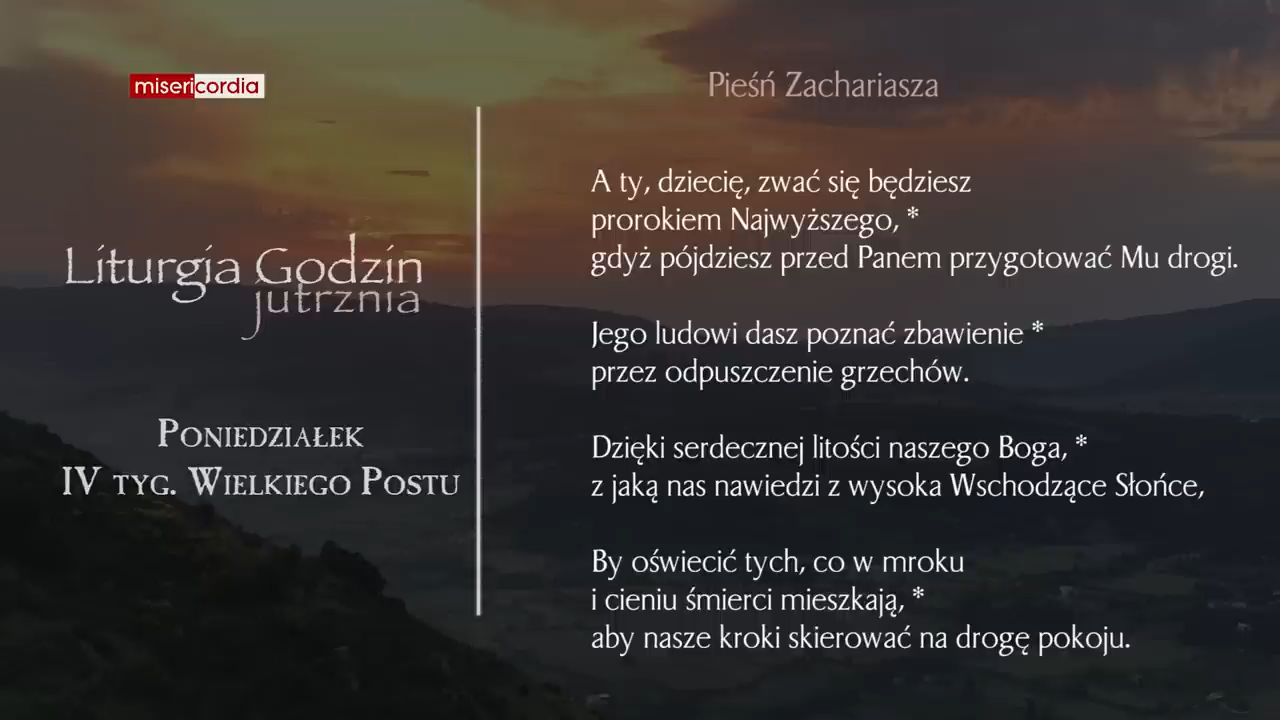 misericordia
Liturgia Godzin
jutrznia
Poniedziałek
IV tyg. Wielkiego Postu
Pieśń Zachariasza
A ty, dziecię, zwać się będziesz
prorokiem Najwyższego, *
gdyż pójdziesz przed Panem przygotować Mu drogi.
Jego ludowi dasz poznać zbawienie *
przez odpuszczenie grzechów.
Dzięki serdecznej litości naszego Boga, *
z jaką nas nawiedzi z wysoka Wschodzące Słońce,
By oświecić tych, co w mroku
i cieniu śmierci mieszkają, *
aby nasze kroki skierować na drogę pokoju.